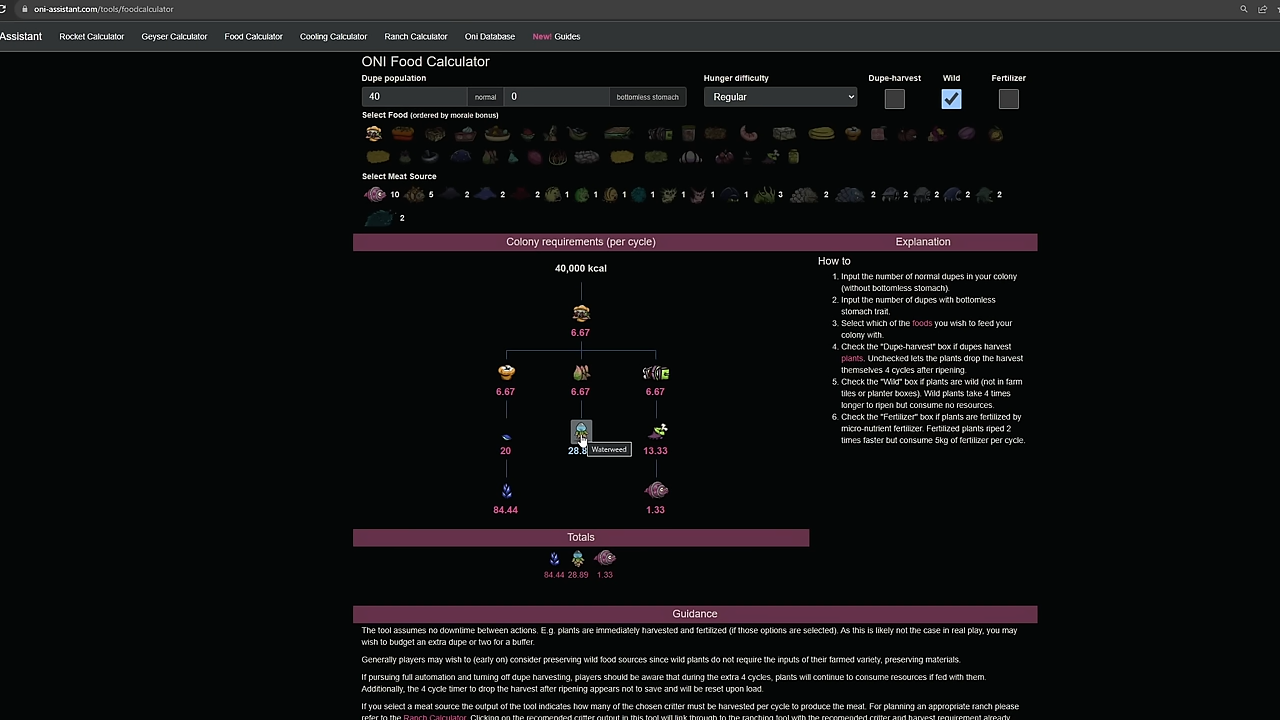 oni-assistant.com/tools/foodcalculator
Assistant Rocket Calculator Geyser Calculator Food Calculator Cooling Calculator Ranch Calculator Oni Database New! Guides
ONI Food Calculator
Dupe population Hunger difficulty Dupe-harvest Wild Fertilizer
40 normal 0 bottomless stomach Regular
Select Food (ordered by morale bonus)
Select Meat Source
10 5 2 2 2 1 1 1 1 1 1 3 2 2 2 2 2 2
2
Colony requirements (per cycle)
40,000 kcal
6.67
6.67 6.67 6.67
Waterweed
20 28.8 13.33
84.44 1.33
Totals
84.44 28.89 1.33
Explanation
How to
1. Input the number of normal dupes in your colony
(without bottomless stomach).
2. Input the number of dupes with bottomless
stomach trait.
3. Select which of the foods you wish to feed your
colony with.
4. Check the "Dupe-harvest" box if dupes harvest
plants. Unchecked lets the plants drop the harvest
themselves 4 cycles after ripening.
5. Check the "Wild" box if plants are wild (not in farm
tiles or planter boxes). Wild plants take 4 times
longer to ripen but consume no resources.
6. Check the "Fertilizer" box if plants are fertilized by
micro-nutrient fertilizer. Fertilized plants riped 2
times faster but consume 5kg of fertilizer per cycle.
Guidance
The tool assumes no downtime between actions. E.g. plants are immediately harvested and fertilized (if those options are selected). As this is likely not the case in real play, you may
wish to budget an extra dupe or two for a buffer.
Generally players may wish to (early on) consider preserving wild food sources since wild plants do not require the inputs of their farmed variety, preserving materials.
If pursuing full automation and turning off dupe harvesting, players should be aware that during the extra 4 cycles, plants will continue to consume resources if fed with them.
Additionally, the 4 cycle timer to drop the harvest after ripening appears not to save and will be reset upon load.
If you select a meat source the output of the tool indicates how many of the chosen critter must be harvested per cycle to produce the meat. For planning an appropriate ranch please
refer to the Ranch Calculator. Clicking on the recomended critter output in this tool will link through to the ranching tool with the recomended critter and harvest requirement already